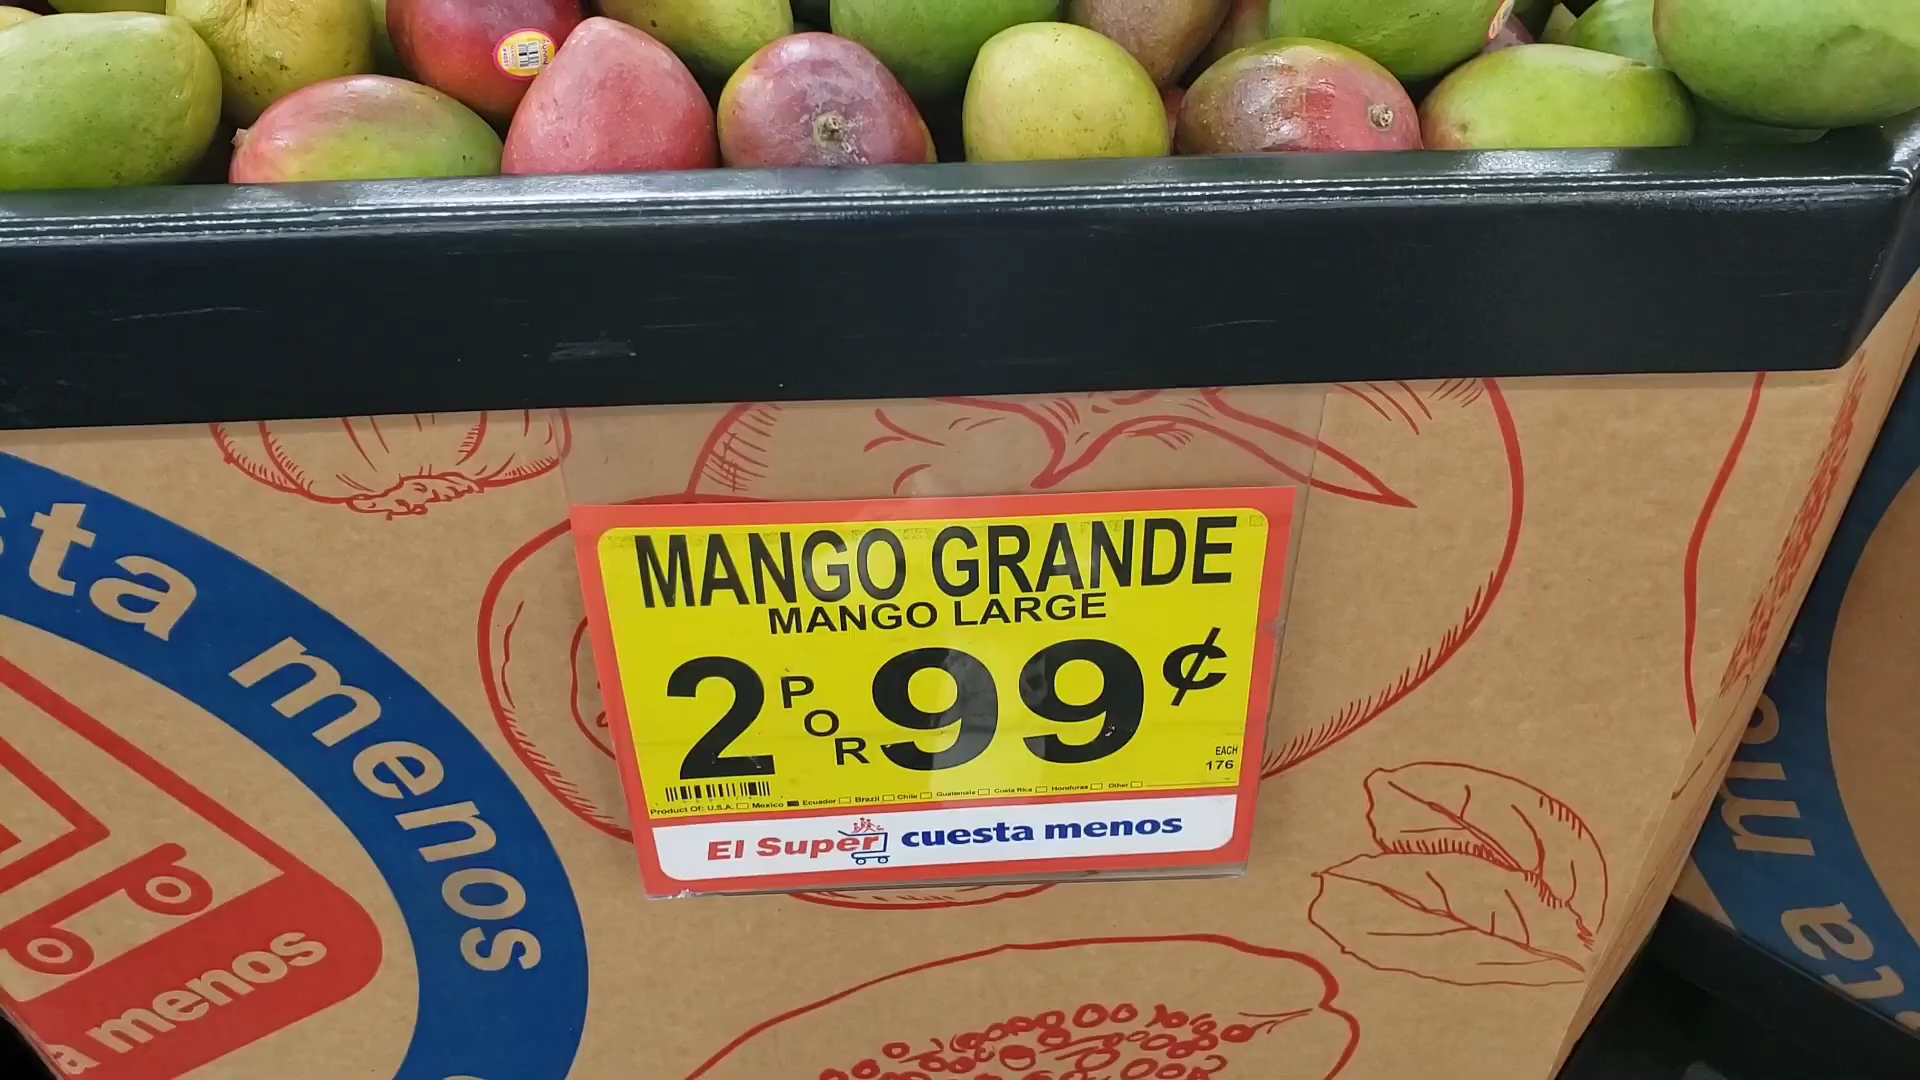 MANGO GRANDE
MANGO LARGE
2 POR 99¢
EACH
176
Product Of: U.S.A. Mexico Ecuador Brazil Chile Guatemala Costa Rica Honduras Other
El Super cuesta menos
sta menos
a menos